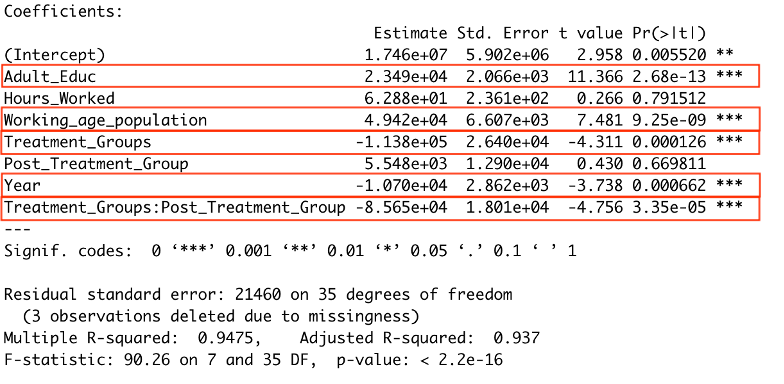 Coefficients:
Estimate Std. Error t value Pr(>|t|)
(Intercept) 1.746e+07 5.902e+06 2.958 0.005520 **
Adult_Educ 2.349e+04 2.066e+03 11.366 2.68e-13 ***
Hours_Worked 6.288e+01 2.361e+02 0.266 0.791512
Working_age_population 4.942e+04 6.607e+03 7.481 9.25e-09 ***
Treatment_Groups -1.138e+05 2.640e+04 -4.311 0.000126 ***
Post_Treatment_Group 5.548e+03 1.290e+04 0.430 0.669811
Year -1.070e+04 2.862e+03 -3.738 0.000662 ***
Treatment_Groups:Post_Treatment_Group -8.565e+04 1.801e+04 -4.756 3.35e-05 ***
---
Signif. codes: 0 ‘***’ 0.001 ‘**’ 0.01 ‘*’ 0.05 ‘.’ 0.1 ‘ ’ 1
Residual standard error: 21460 on 35 degrees of freedom
(3 observations deleted due to missingness)
Multiple R-squared: 0.9475, Adjusted R-squared: 0.937
F-statistic: 90.26 on 7 and 35 DF, p-value: < 2.2e-16